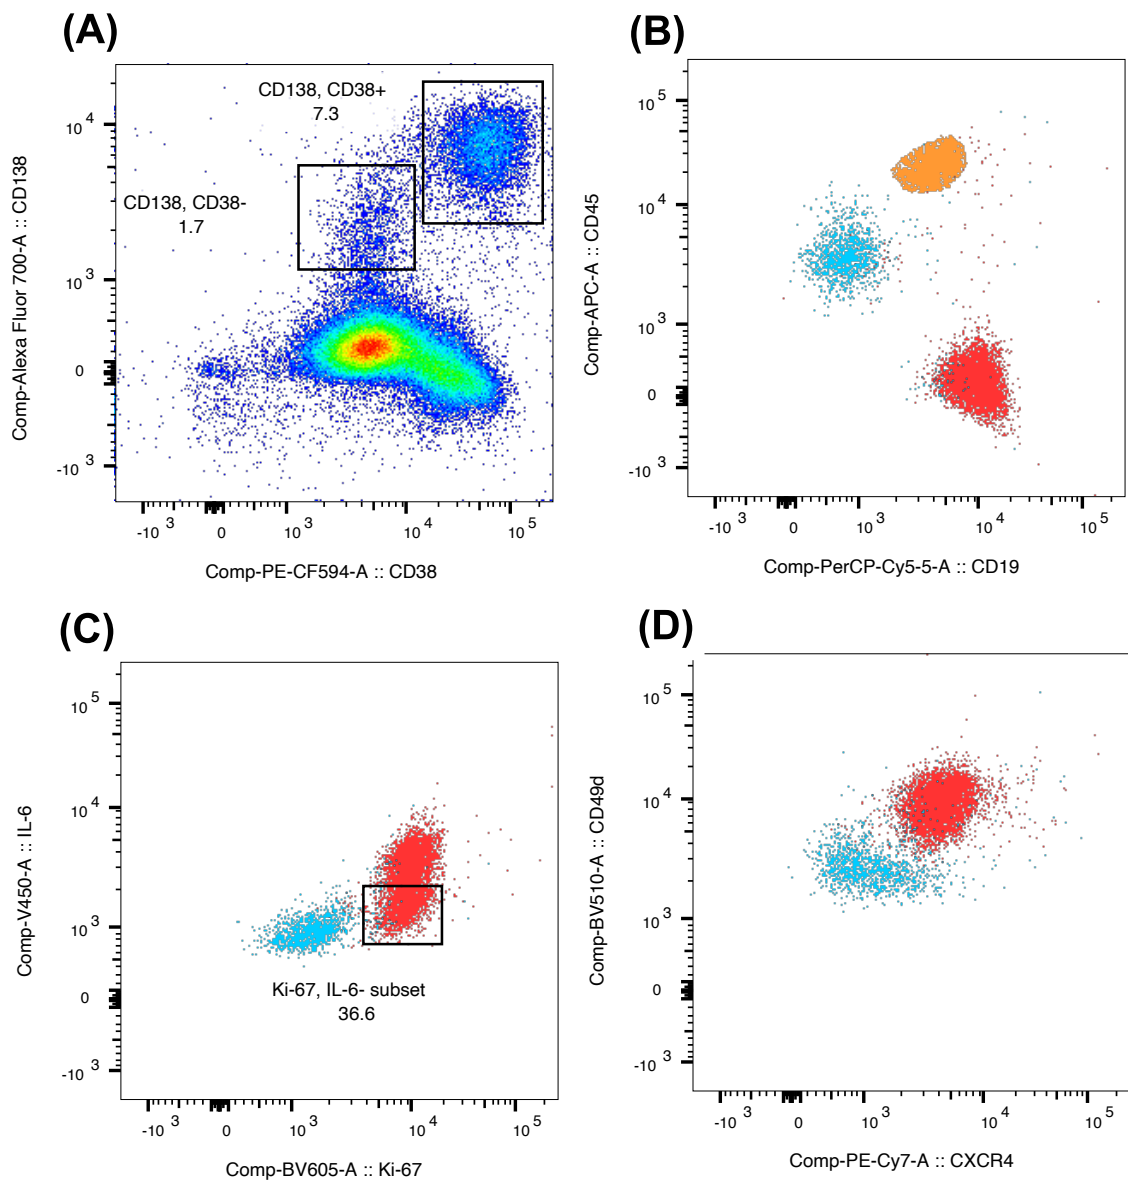 (A)
CD138, CD38+
7.3
CD138, CD38-
1.7
10 4
10 3
0
-10 3
-10 3
0
10 3
10 4
10 5
Comp-Alexa Fluor 700-A :: CD138
Comp-PE-CF594-A :: CD38
(B)
10 5
10 4
10 3
0
-10 3
-10 3
0
10 3
10 4
10 5
Comp-APC-A :: CD45
Comp-PerCP-Cy5-5-A :: CD19
(C)
10 5
10 4
10 3
0
-10 3
Ki-67, IL-6- subset
36.6
-10 3
0
10 3
10 4
10 5
Comp-V450-A :: IL-6
Comp-BV605-A :: Ki-67
(D)
10 5
10 4
10 3
0
-10 3
-10 3
0
10 3
10 4
10 5
Comp-BV510-A :: CD49d
Comp-PE-Cy7-A :: CXCR4